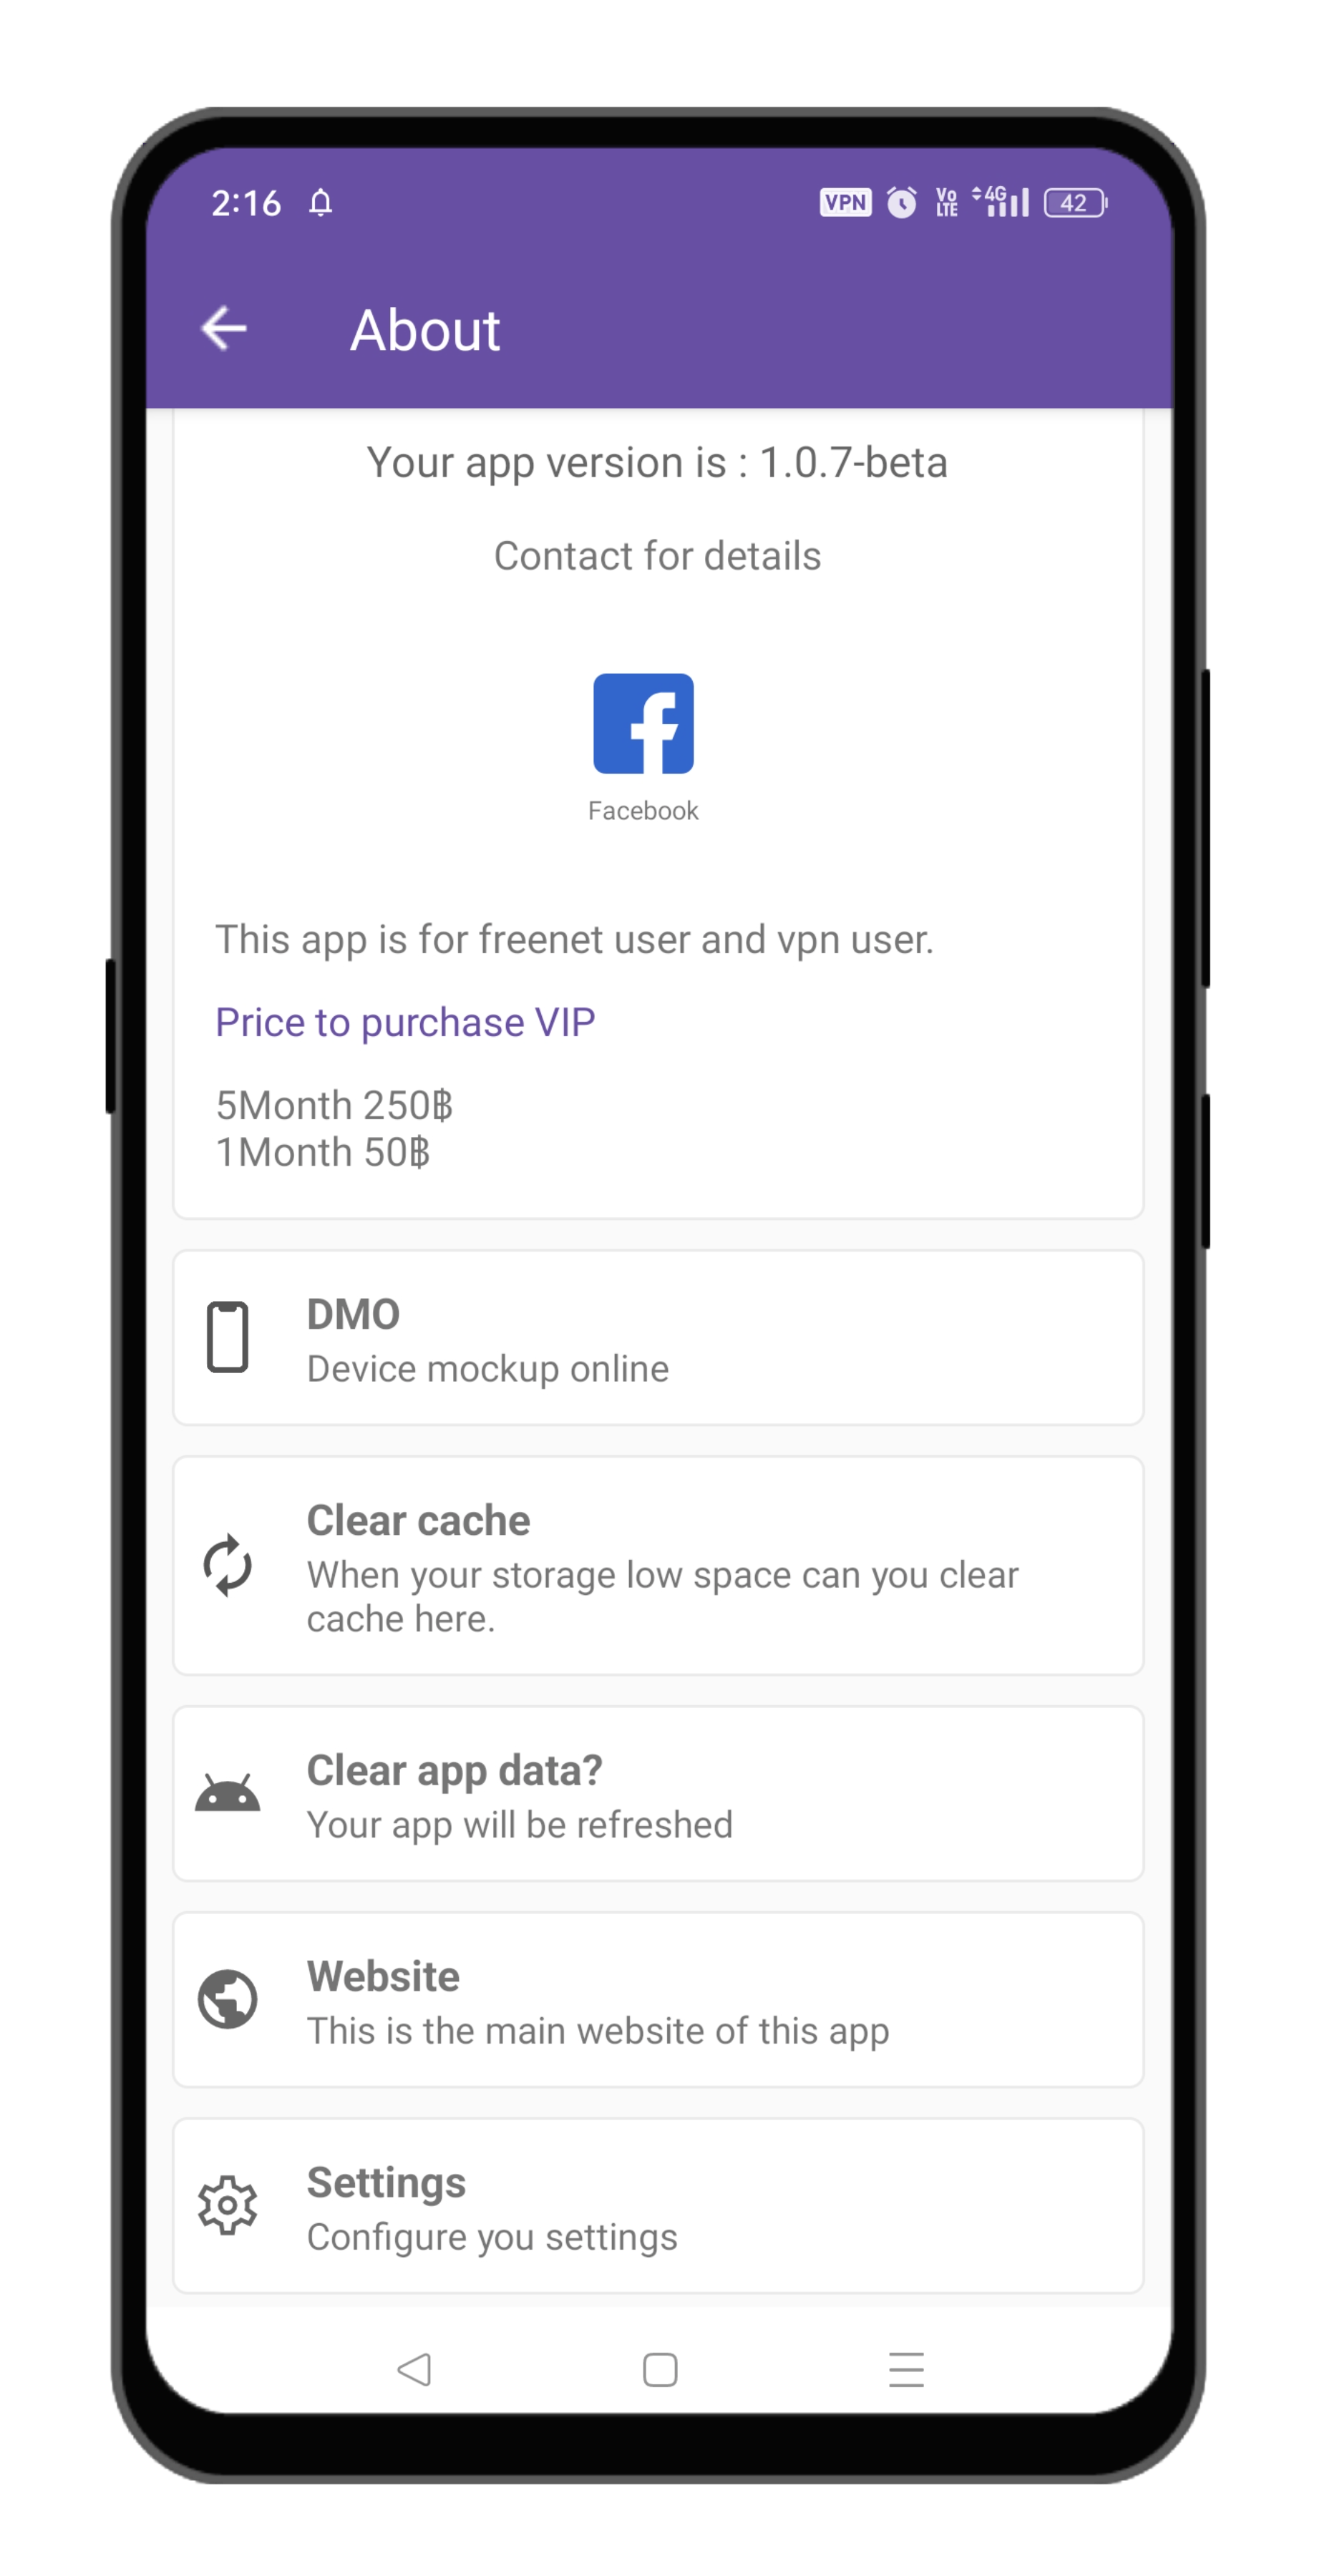 2:16 VPN Vo LTE 4G 42
About
Your app version is : 1.0.7-beta
Contact for details
Facebook
This app is for freenet user and vpn user.
Price to purchase VIP
5Month 250฿
1Month 50฿
DMO
Device mockup online
Clear cache
When your storage low space can you clear
cache here.
Clear app data?
Your app will be refreshed
Website
This is the main website of this app
Settings
Configure you settings